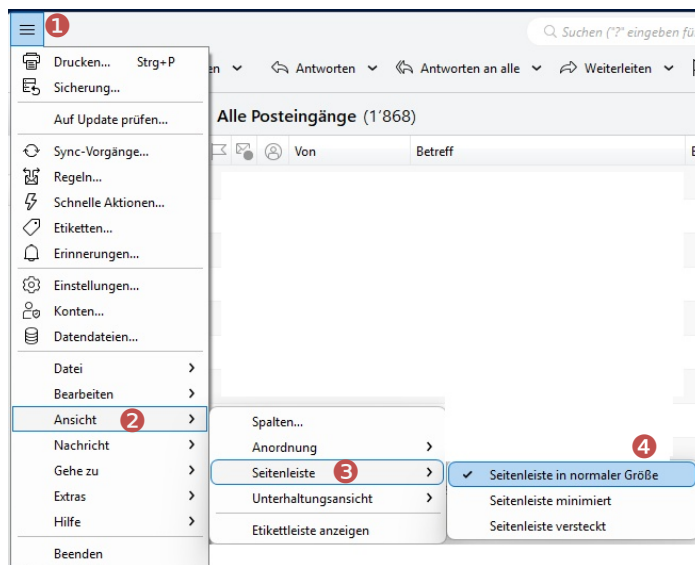 1
Suchen ("?" eingeben fü
Drucken... Strg+P
en
Antworten
Antworten an alle
Weiterleiten
Sicherung...
Auf Update prüfen...
Alle Posteingänge (1'868)
Sync-Vorgänge...
Von
Betreff
Regeln...
Schnelle Aktionen...
Etiketten...
Erinnerungen...
Einstellungen...
Konten...
Datendateien...
Datei
Bearbeiten
Ansicht 2
Nachricht
Gehe zu
Extras
Hilfe
Beenden
Spalten...
Anordnung
Seitenleiste 3
Unterhaltungsansicht
Etikettleiste anzeigen
4
Seitenleiste in normaler Größe
Seitenleiste minimiert
Seitenleiste versteckt